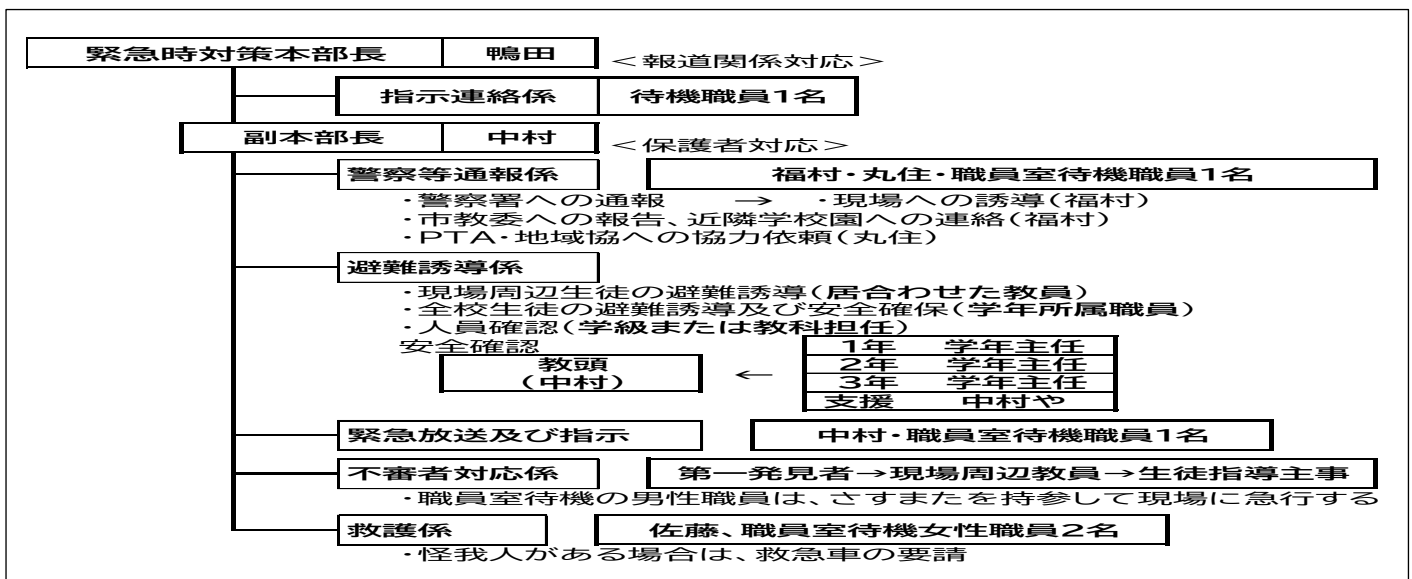 緊急時対策本部長 鴨田 ＜報道関係対応＞
指示連絡係 待機職員1名
副本部長 中村 ＜保護者対応＞
警察等通報係 福村・丸住・職員室待機職員1名
・警察署への通報 → ・現場への誘導(福村)
・市教委への報告、近隣学校園への連絡(福村)
・PTA・地域協への協力依頼(丸住)
避難誘導係
・現場周辺生徒の避難誘導(居合わせた教員)
・全校生徒の避難誘導及び安全確保(学年所属職員)
・人員確認(学級または教科担任)
安全確認
教頭
(中村)
←
1年 学年主任
2年 学年主任
3年 学年主任
支援 中村や
緊急放送及び指示 中村・職員室待機職員1名
不審者対応係 第一発見者→現場周辺教員→生徒指導主事
・職員室待機の男性職員は、さすまたを持参して現場に急行する
救護係 佐藤、職員室待機女性職員2名
・怪我人がある場合は、救急車の要請